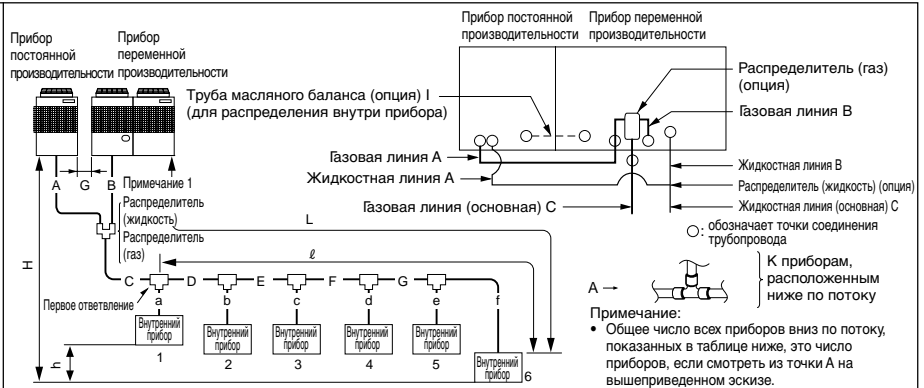 Прибор
постоянной
производительности
Прибор
переменной
производительности
Труба масляного баланса (опция) I
(для распределения внутри прибора)
A
G
B
Примечание 1
Распределитель
(жидкость)
Распределитель
(газ)
H
L
ℓ
C
D
E
F
G
Первое ответвление
a
b
c
d
e
f
Внутренний
прибор
1
Внутренний
прибор
2
Внутренний
прибор
3
Внутренний
прибор
4
Внутренний
прибор
5
Внутренний
прибор
6
h
Прибор постоянной
производительности
Прибор переменной
производительности
Распределитель (газ)
(опция)
Газовая линия B
Газовая линия A
Жидкостная линия A
Газовая линия (основная) C
Жидкостная линия B
Распределитель (жидкость) (опция)
Жидкостная линия (основная) C
: обозначает точки соединения
трубопровода
A →
К приборам,
расположенным
ниже по потоку
Примечание:
• Общее число всех приборов вниз по потоку,
показанных в таблице ниже, это число
приборов, если смотреть из точки А на
вышеприведенном эскизе.